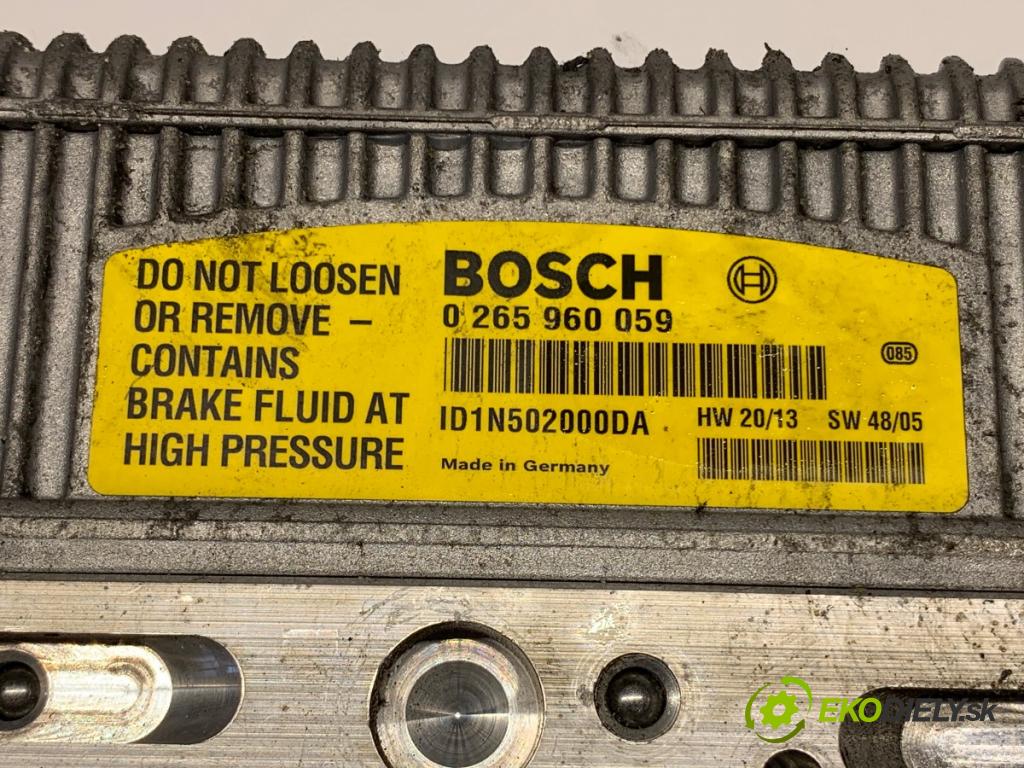 DO NOT LOOSEN
OR REMOVE –
CONTAINS
BRAKE FLUID AT
HIGH PRESSURE
BOSCH
0 265 960 059
085
ID1N502000DA HW 20/13 SW 48/05
Made in Germany
EKODIELY.SK